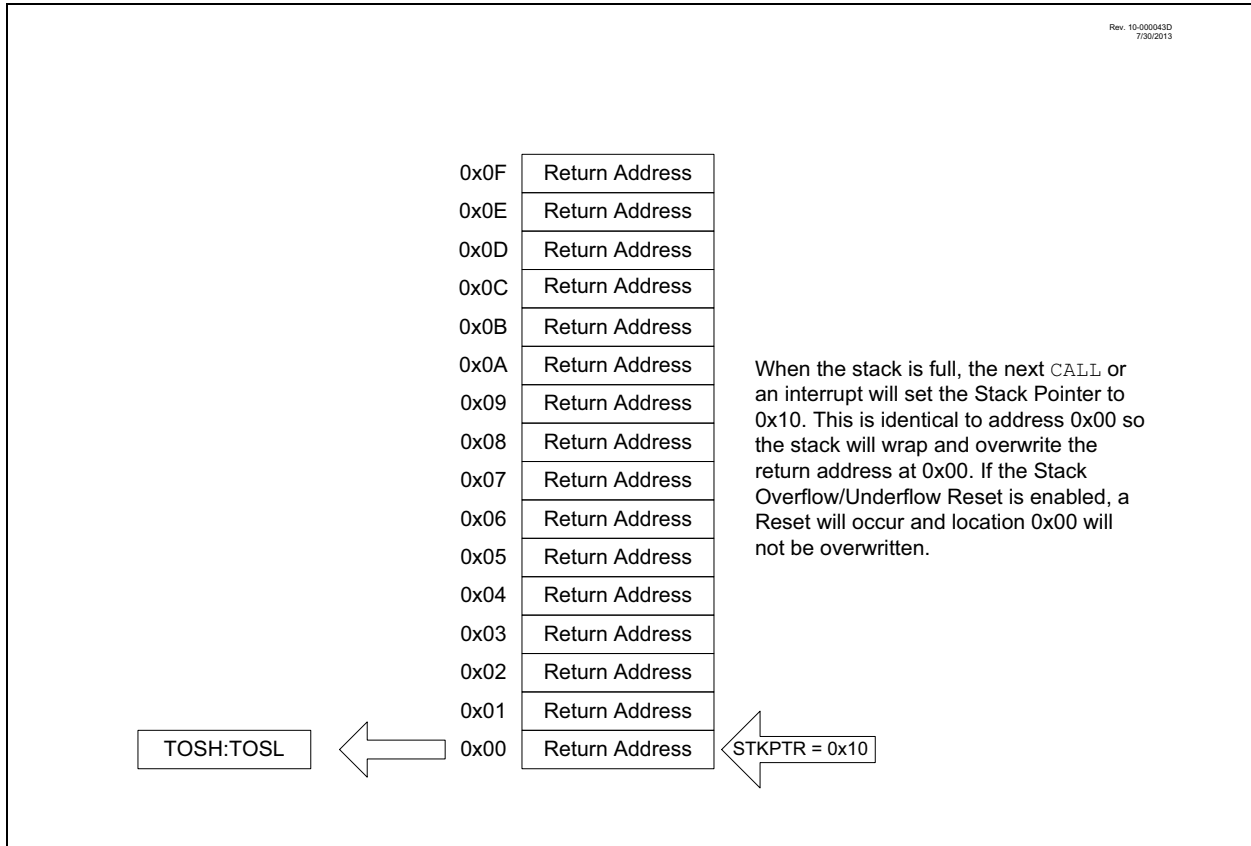 Rev. 10-000043D
7/30/2013
0x0F Return Address
0x0E Return Address
0x0D Return Address
0x0C Return Address
0x0B Return Address
0x0A Return Address
0x09 Return Address
0x08 Return Address
0x07 Return Address
0x06 Return Address
0x05 Return Address
0x04 Return Address
0x03 Return Address
0x02 Return Address
0x01 Return Address
TOSH:TOSL 0x00 Return Address STKPTR = 0x10
When the stack is full, the next CALL or
an interrupt will set the Stack Pointer to
0x10. This is identical to address 0x00 so
the stack will wrap and overwrite the
return address at 0x00. If the Stack
Overflow/Underflow Reset is enabled, a
Reset will occur and location 0x00 will
not be overwritten.